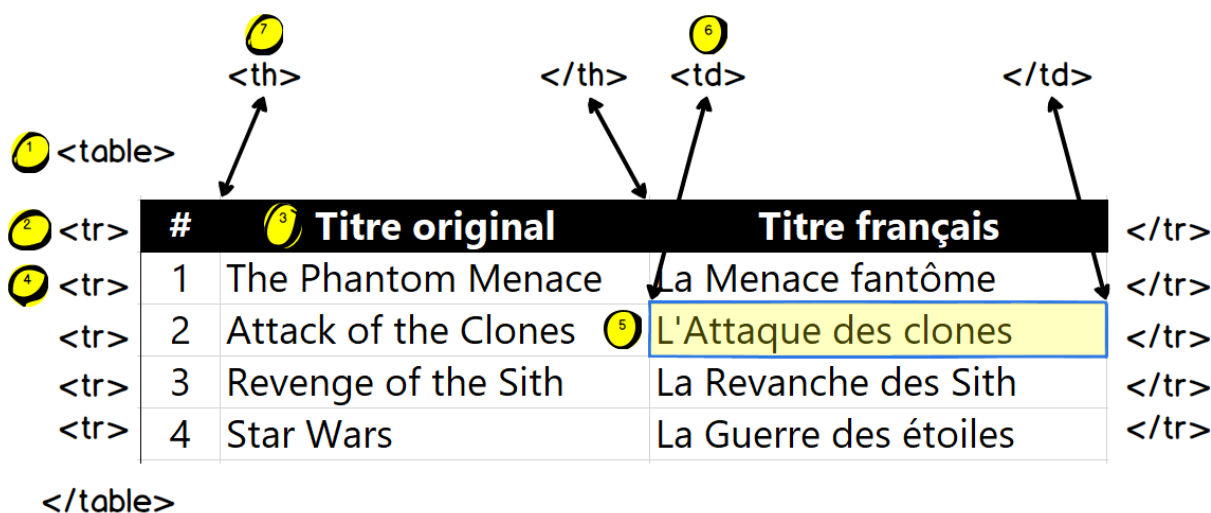 7 6
<th> </th> <td> </td>
1 <table>
2 <tr> # 3 Titre original Titre français </tr>
4 <tr> 1 The Phantom Menace La Menace fantôme </tr>
<tr> 2 Attack of the Clones 5 L'Attaque des clones </tr>
<tr> 3 Revenge of the Sith La Revanche des Sith </tr>
<tr> 4 Star Wars La Guerre des étoiles </tr>
</table>